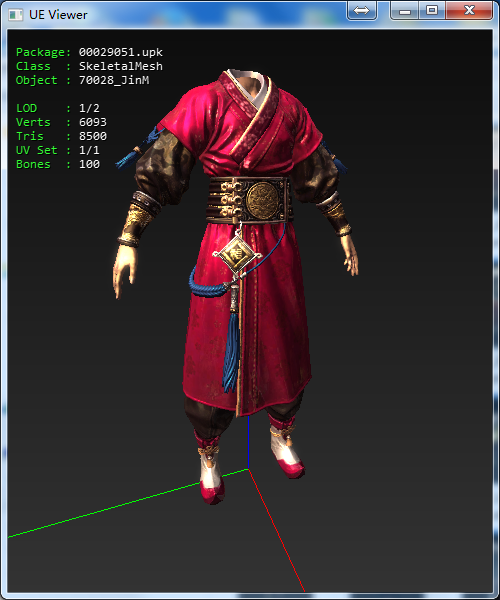 UE Viewer
Package: 00029051.upk
Class : SkeletalMesh
Object : 70028_JinM
LOD : 1/2
Verts : 6093
Tris : 8500
UV Set : 1/1
Bones : 100